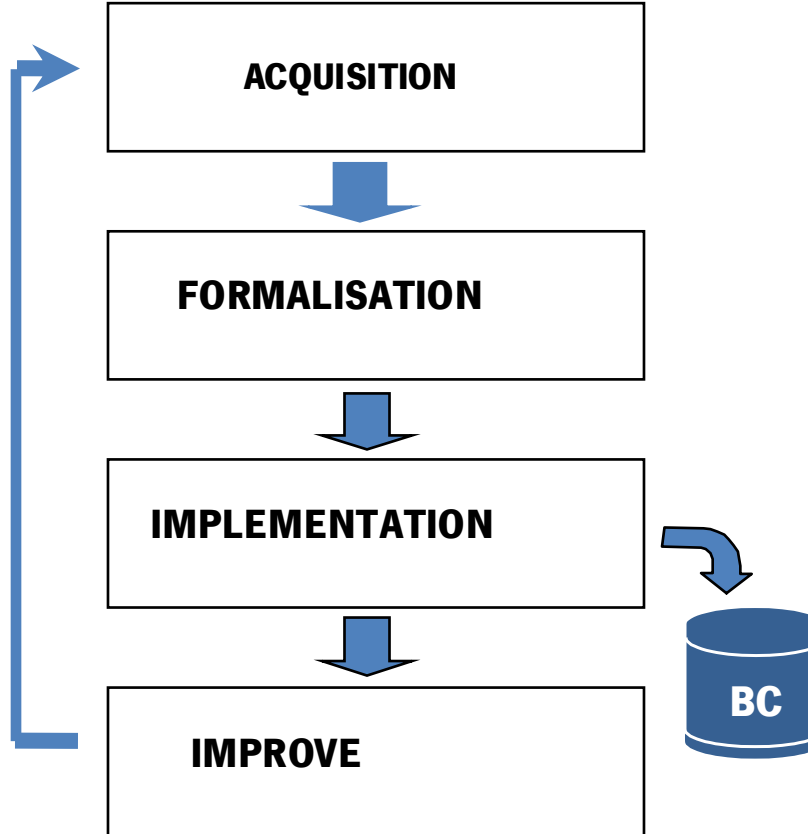 ACQUISITION
FORMALISATION
IMPLEMENTATION
BC
IMPROVE